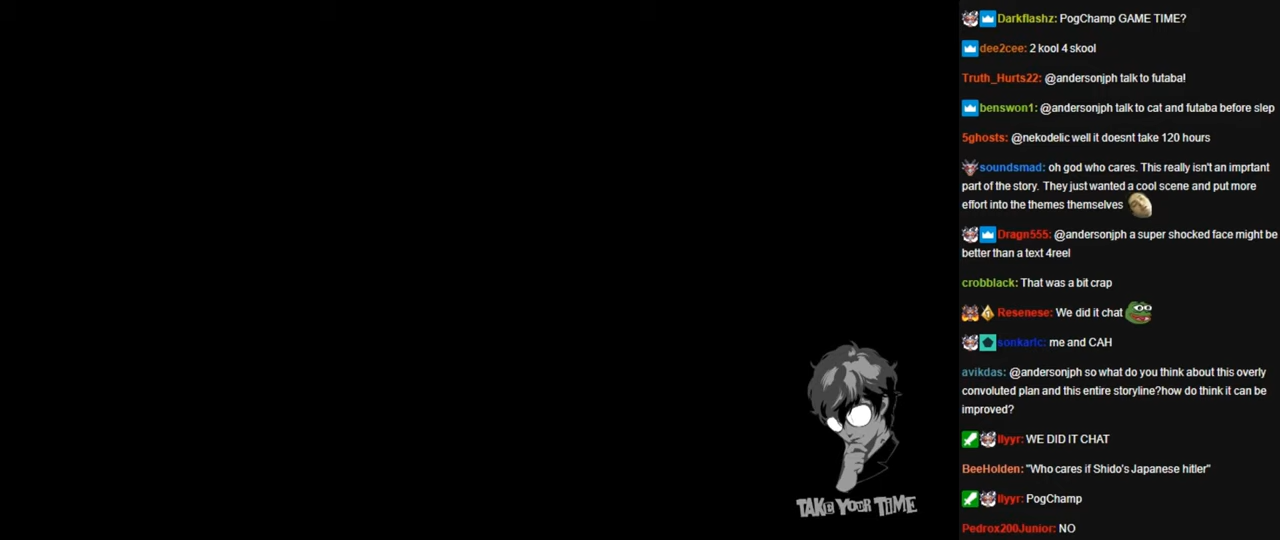 Darkflashz: PogChamp GAME TIME?
dee2cee: 2 kool 4 skool
Truth_Hurts22: @andersonjph talk to futaba!
benswon1: @andersonjph talk to cat and futaba before slep
5ghosts: @nekodelic well it doesnt take 120 hours
soundsmad: oh god who cares. This really isn't an imprtant
part of the story. They just wanted a cool scene and put more
effort into the themes themselves
Dragn555: @andersonjph a super shocked face might be
better than a text 4reel
crobblack: That was a bit crap
Resenese: We did it chat
sonkarlc: me and CAH
avikdas: @andersonjph so what do you think about this overly
convoluted plan and this entire storyline?how do think it can be
improved?
llyyr: WE DID IT CHAT
BeeHolden: "Who cares if Shido's Japanese hitler"
llyyr: PogChamp
Pedrox200Junior: NO
TAKE YOUR TIME